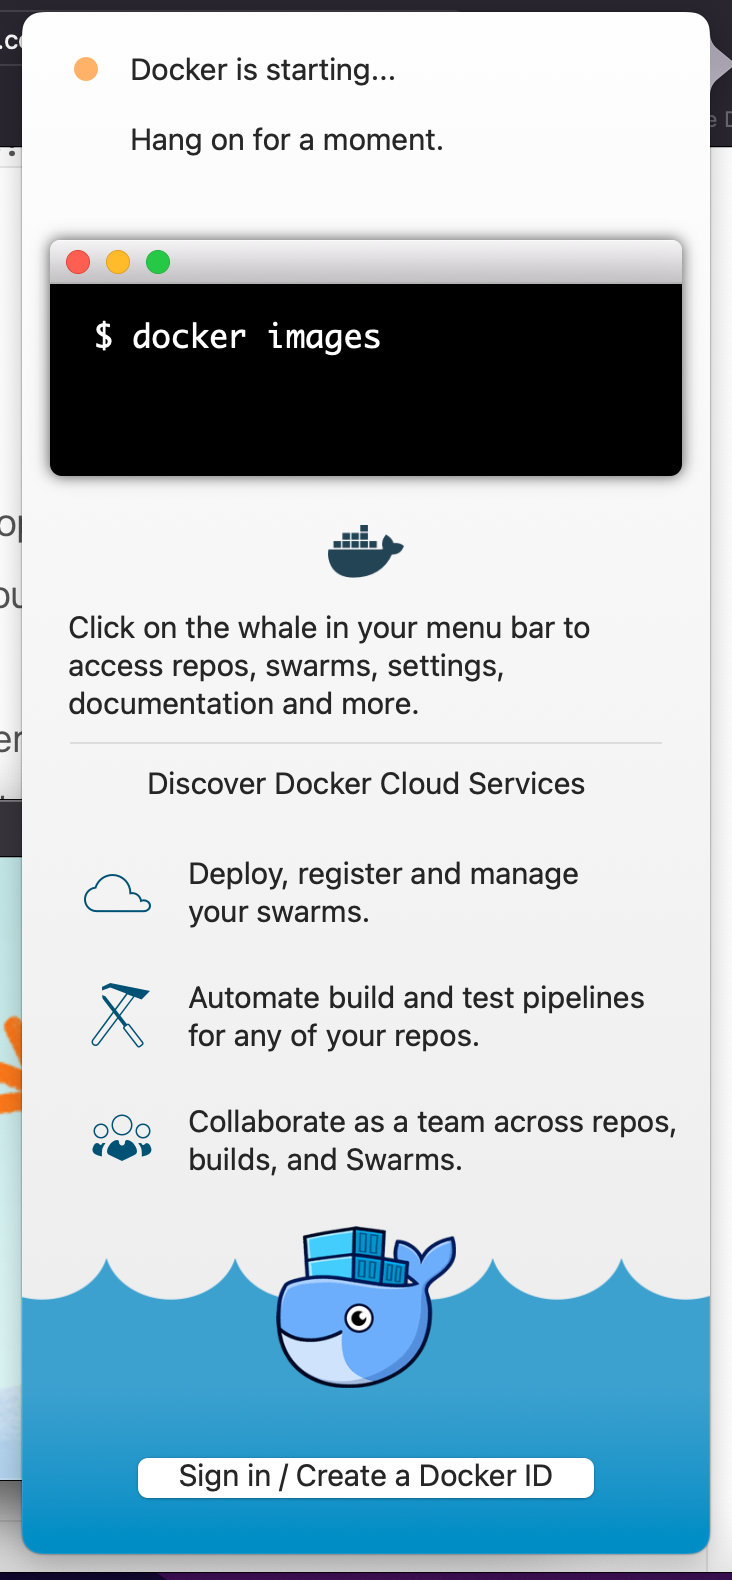 Docker is starting...
Hang on for a moment.
$ docker images
Click on the whale in your menu bar to
access repos, swarms, settings,
documentation and more.
Discover Docker Cloud Services
Deploy, register and manage
your swarms.
Automate build and test pipelines
for any of your repos.
Collaborate as a team across repos,
builds, and Swarms.
Sign in / Create a Docker ID